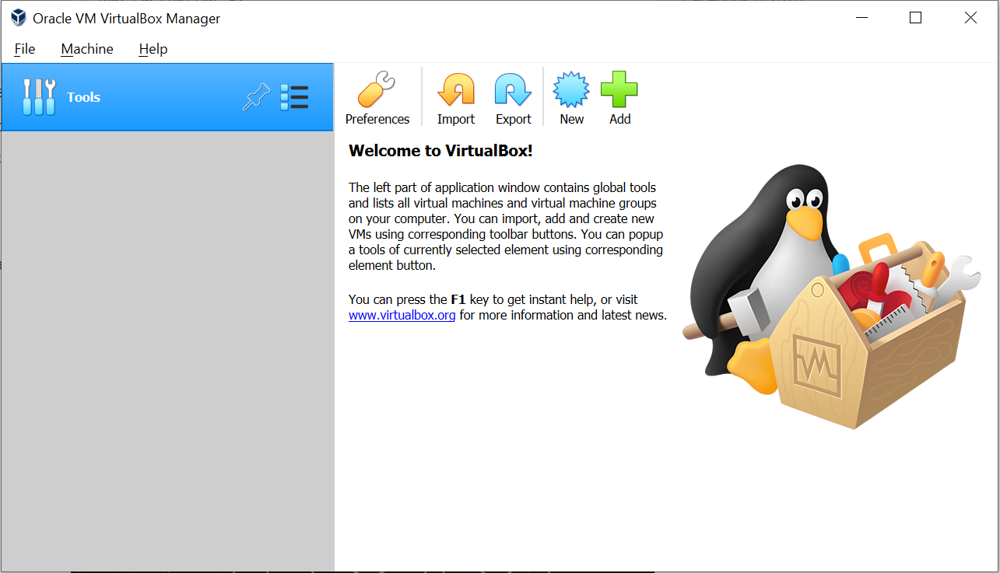 Oracle VM VirtualBox Manager
File Machine Help
Tools
Preferences Import Export New Add
Welcome to VirtualBox!
The left part of application window contains global tools
and lists all virtual machines and virtual machine groups
on your computer. You can import, add and create new
VMs using corresponding toolbar buttons. You can popup
a tools of currently selected element using corresponding
element button.
You can press the F1 key to get instant help, or visit
www.virtualbox.org for more information and latest news.